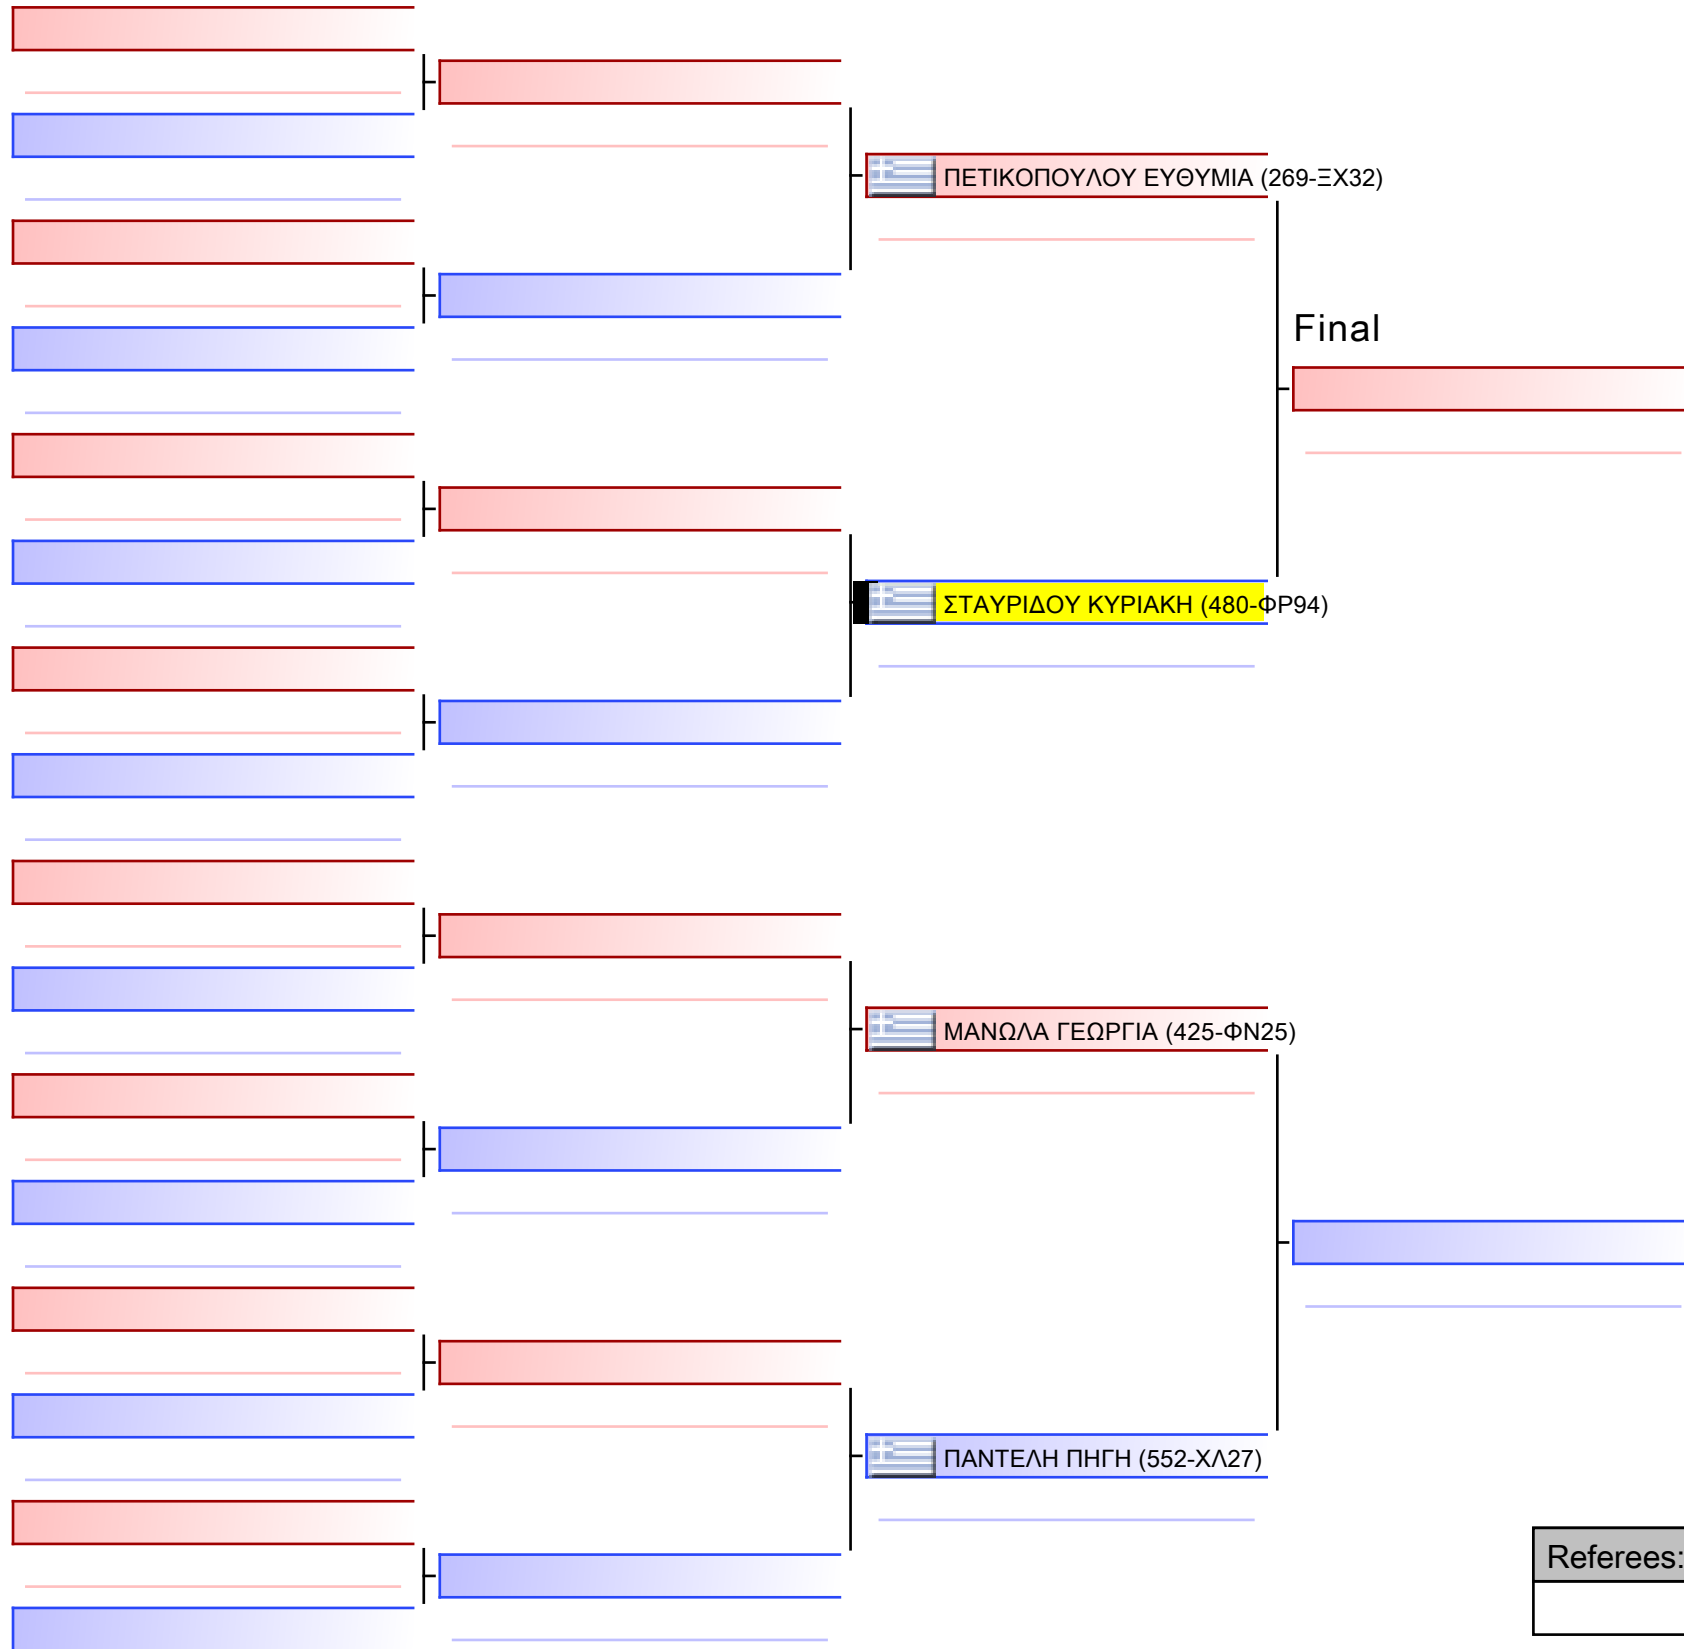 ΠΕΤΙΚΟΠΟΥΛΟΥ ΕΥΘΥΜΙΑ (269-ΞΧ32)
Final
ΣΤΑΥΡΙΔΟΥ ΚΥΡΙΑΚΗ (480-ΦΡ94)
ΜΑΝΩΛΑ ΓΕΩΡΓΙΑ (425-ΦΝ25)
ΠΑΝΤΕΛΗ ΠΗΓΗ (552-ΧΛ27)
Referees: